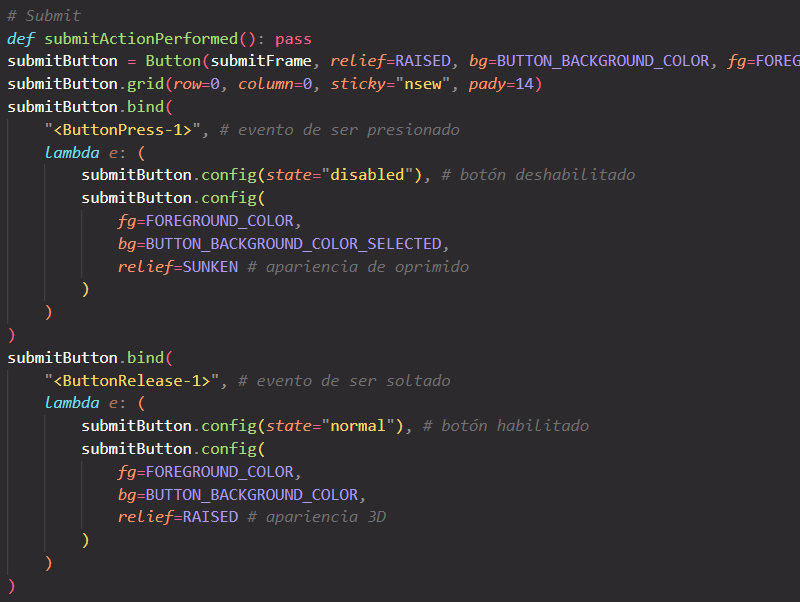 # Submit
def submitActionPerformed(): pass
submitButton = Button(submitFrame, relief=RAISED, bg=BUTTON_BACKGROUND_COLOR, fg=FOREG
submitButton.grid(row=0, column=0, sticky="nsew", pady=14)
submitButton.bind(
    "<ButtonPress-1>", # evento de ser presionado
    lambda e: (
        submitButton.config(state="disabled"), # botón deshabilitado
        submitButton.config(
            fg=FOREGROUND_COLOR,
            bg=BUTTON_BACKGROUND_COLOR_SELECTED,
            relief=SUNKEN # apariencia de oprimido
        )
    )
)
submitButton.bind(
    "<ButtonRelease-1>", # evento de ser soltado
    lambda e: (
        submitButton.config(state="normal"), # botón habilitado
        submitButton.config(
            fg=FOREGROUND_COLOR,
            bg=BUTTON_BACKGROUND_COLOR,
            relief=RAISED # apariencia 3D
        )
    )
)